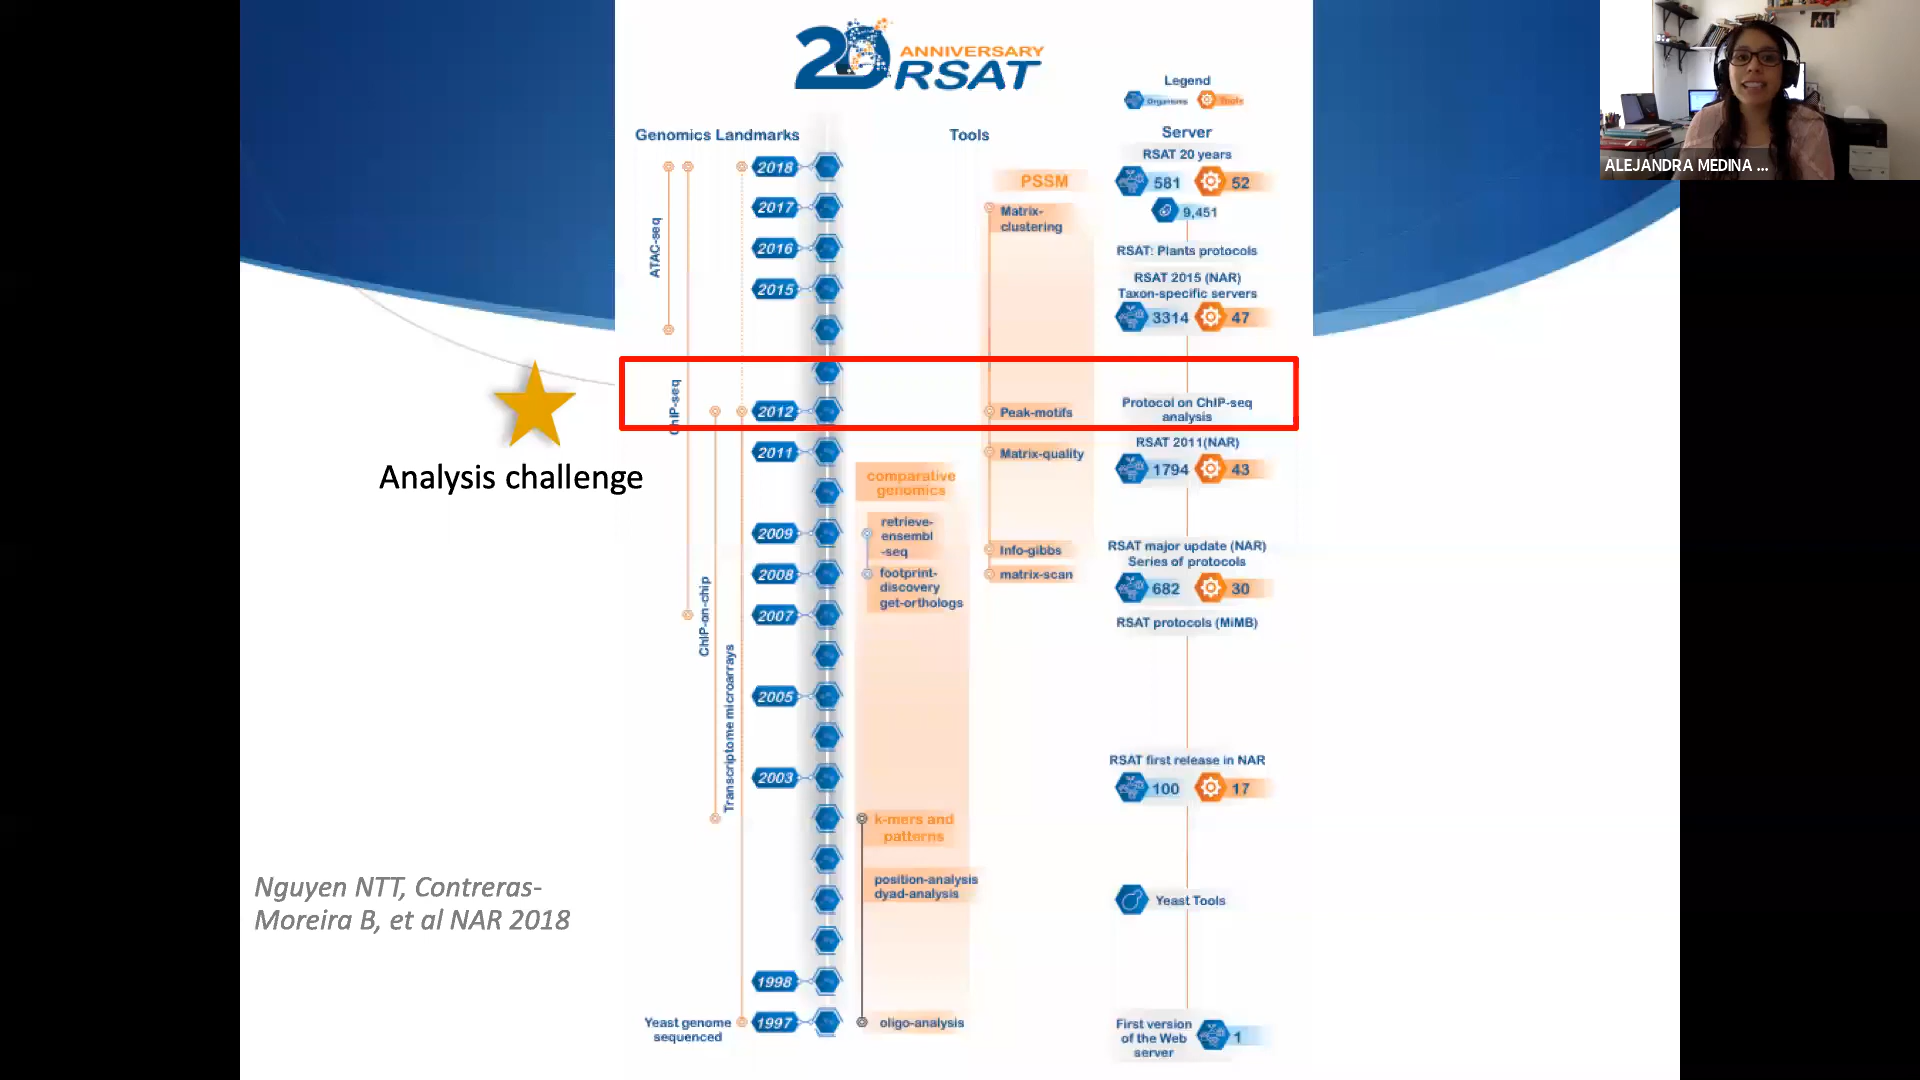 20 ANNIVERSARY
RSAT
Legend
Organisms Tools
Genomics Landmarks
Tools
Server
RSAT 20 years
581 52
9,451
RSAT: Plants protocols
RSAT 2015 (NAR)
Taxon-specific servers
3314 47
Protocol on ChIP-seq
analysis
RSAT 2011(NAR)
1794 43
RSAT major update (NAR)
Series of protocols
682 30
RSAT protocols (MiMB)
RSAT first release in NAR
100 17
Yeast Tools
First version
of the Web
server
1
PSSM
Matrix-
clustering
Peak-motifs
Matrix-quality
Info-gibbs
matrix-scan
comparative
genomics
retrieve-
ensembl
-seq
footprint-
discovery
get-orthologs
k-mers and
patterns
position-analysis
dyad-analysis
oligo-analysis
2018
2017
2016
2015
2012
2011
2009
2008
2007
2005
2003
1998
1997
ATAC-seq
ChIP-seq
ChIP-on-chip
Transcriptome microarrays
Yeast genome
sequenced
Analysis challenge
Nguyen NTT, Contreras-
Moreira B, et al NAR 2018
ALEJANDRA MEDINA ...